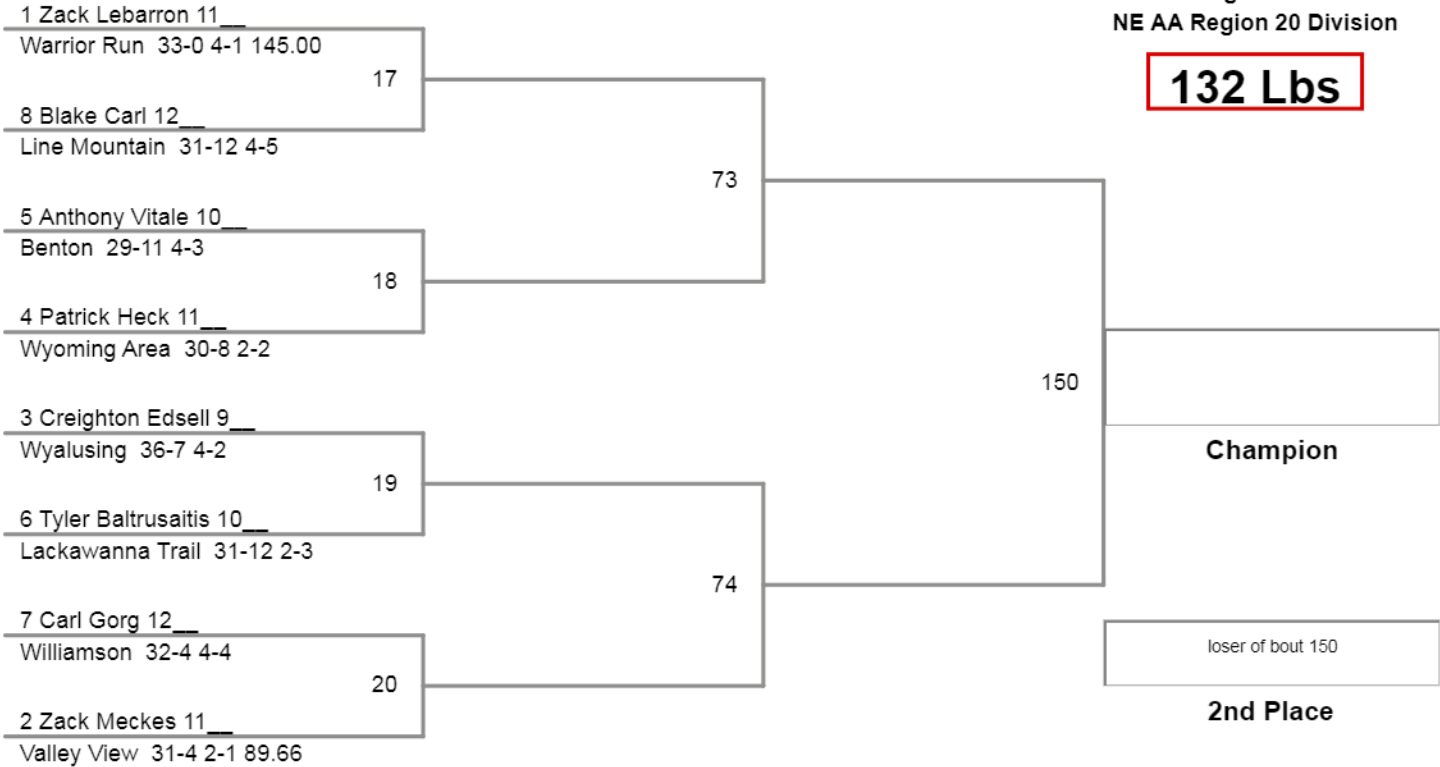 1 Zack Lebarron 11__
NE AA Region 20 Division
Warrior Run 33-0 4-1 145.00
17
132 Lbs
8 Blake Carl 12__
Line Mountain 31-12 4-5
73
5 Anthony Vitale 10__
Benton 29-11 4-3
18
4 Patrick Heck 11__
Wyoming Area 30-8 2-2
150
3 Creighton Edsell 9__
Wyalusing 36-7 4-2
Champion
19
6 Tyler Baltrusaitis 10__
Lackawanna Trail 31-12 2-3
74
7 Carl Gorg 12__
Williamson 32-4 4-4
loser of bout 150
20
2nd Place
2 Zack Meckes 11__
Valley View 31-4 2-1 89.66